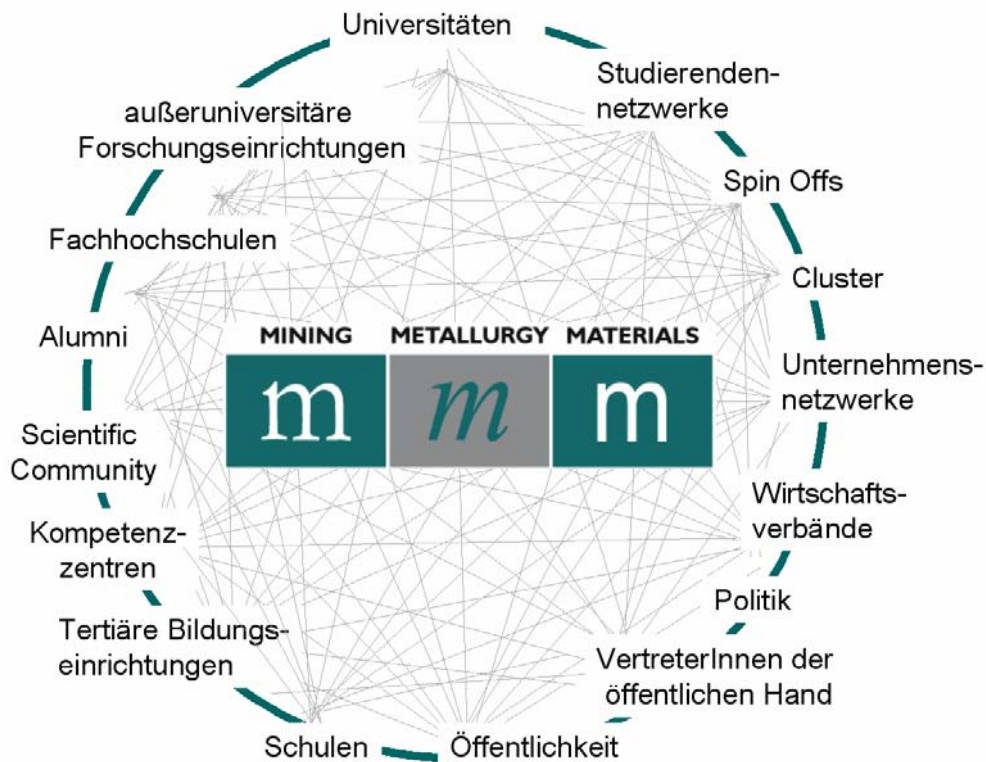 Universitäten
Studierenden-
netzwerke
außeruniversitäre
Forschungseinrichtungen
Spin Offs
Fachhochschulen
Cluster
Alumni
MINING
METALLURGY
MATERIALS
m
m
m
Unternehmens-
netzwerke
Scientific
Community
Wirtschafts-
verbände
Kompetenz-
zentren
Politik
Tertiäre Bildungs-
einrichtungen
VertreterInnen der
öffentlichen Hand
Schulen
Öffentlichkeit